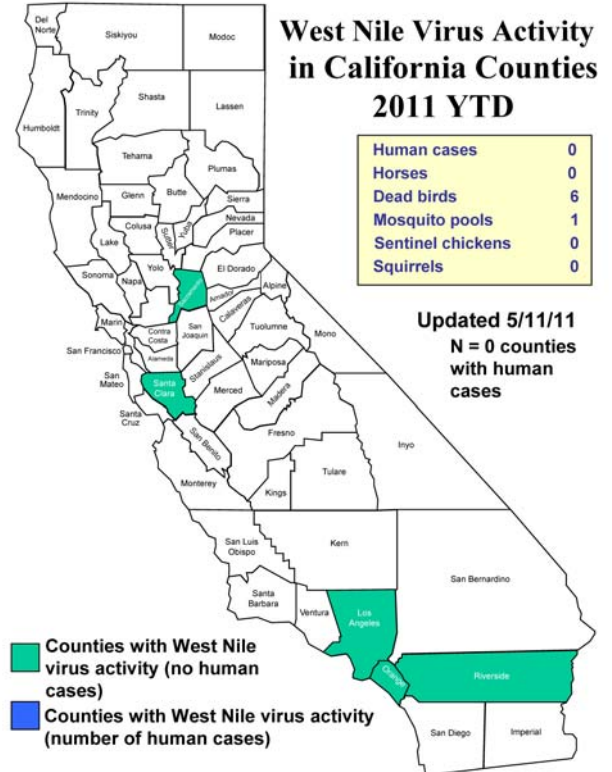 West Nile Virus Activity
in California Counties
2011 YTD
Human cases 0
Horses 0
Dead birds 6
Mosquito pools 1
Sentinel chickens 0
Squirrels 0
Updated 5/11/11
N = 0 counties
with human
cases
Del
Norte
Siskiyou
Modoc
Humboldt
Trinity
Shasta
Lassen
Tehama
Plumas
Mendocino
Glenn
Butte
Sierra
Colusa
Sutter
Yuba
Nevada
Placer
Lake
Sonoma
Napa
Yolo
Sacramento
El Dorado
Amador
Alpine
Calaveras
Marin
Contra
Costa
San
Joaquin
Tuolumne
Mono
San Francisco
Alameda
Stanislaus
Mariposa
San
Mateo
Santa
Clara
Merced
Madera
Santa
Cruz
San Benito
Fresno
Inyo
Monterey
Kings
Tulare
San Luis
Obispo
Kern
San Bernardino
Santa
Barbara
Ventura
Los
Angeles
Orange
Riverside
San Diego
Imperial
Counties with West Nile
virus activity (no human
cases)
Counties with West Nile virus activity
(number of human cases)